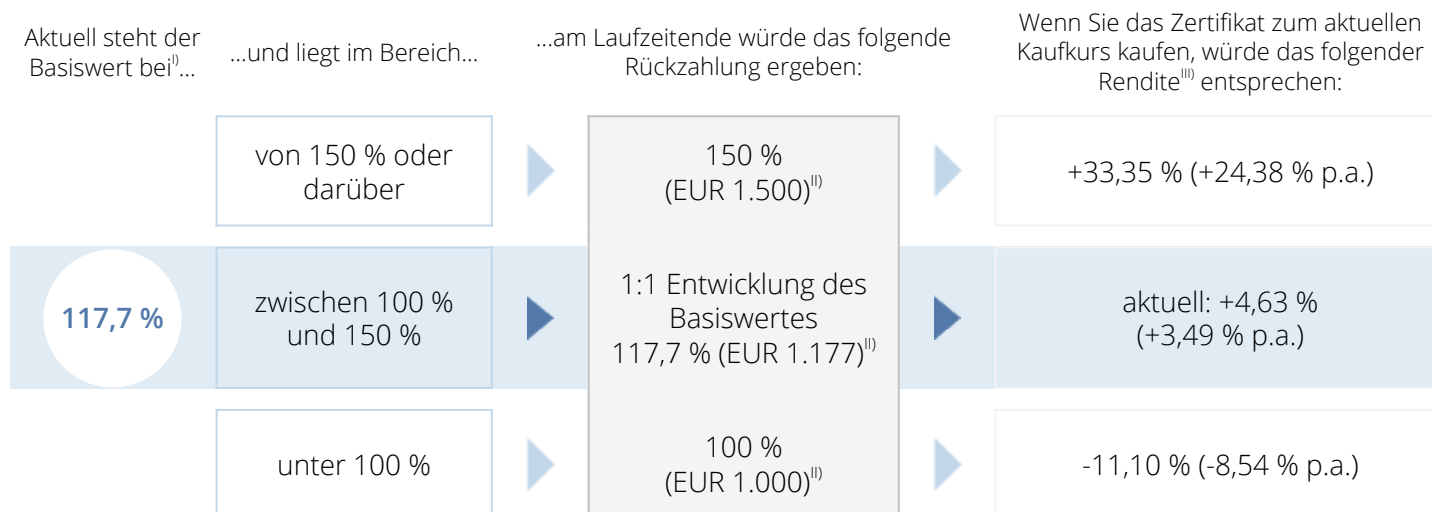 Aktuell steht der
Basiswert bei^I)...
...und liegt im Bereich...
...am Laufzeitende würde das folgende
Rückzahlung ergeben:
Wenn Sie das Zertifikat zum aktuellen
Kaufkurs kaufen, würde das folgender
Rendite^III) entsprechen:
von 150 % oder
darüber
150 %
(EUR 1.500)^II)
+33,35 % (+24,38 % p.a.)
117,7 %
zwischen 100 %
und 150 %
1:1 Entwicklung des
Basiswertes
117,7 % (EUR 1.177)^II)
aktuell: +4,63 %
(+3,49 % p.a.)
unter 100 %
100 %
(EUR 1.000)^II)
-11,10 % (-8,54 % p.a.)